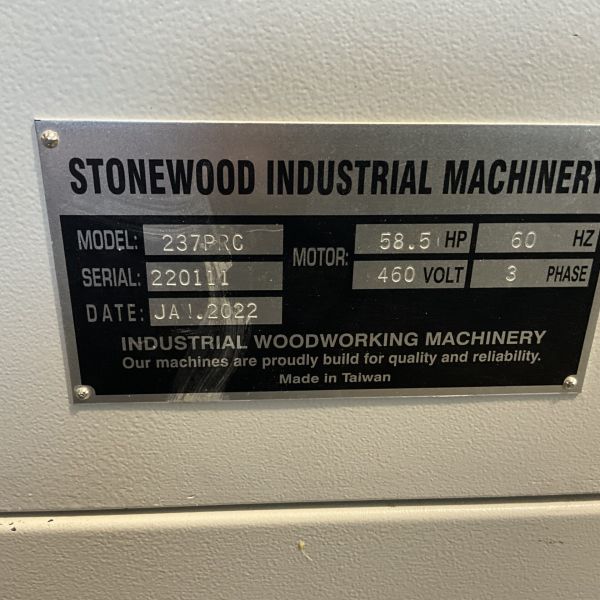 STONEWOOD INDUSTRIAL MACHINERY
MODEL: 237PRC MOTOR: 58.5 HP 60 HZ
SERIAL: 220111 460 VOLT 3 PHASE
DATE: JAN.2022
INDUSTRIAL WOODWORKING MACHINERY
Our machines are proudly build for quality and reliability.
Made in Taiwan